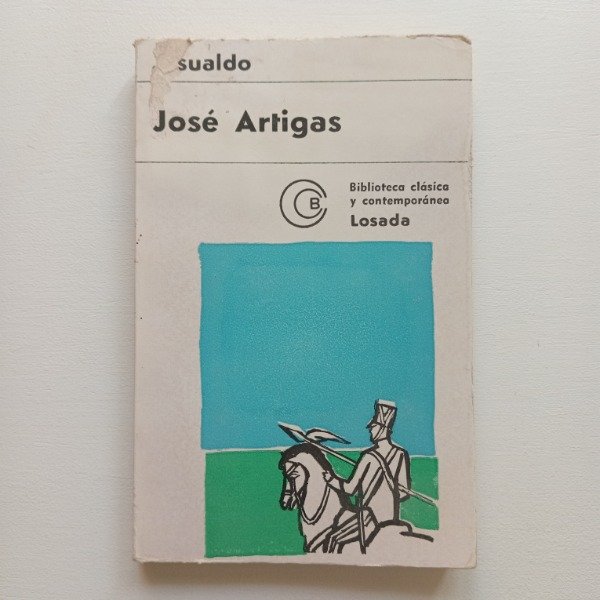 sualdo
José Artigas
B
Biblioteca clásica
y contemporánea
Losada